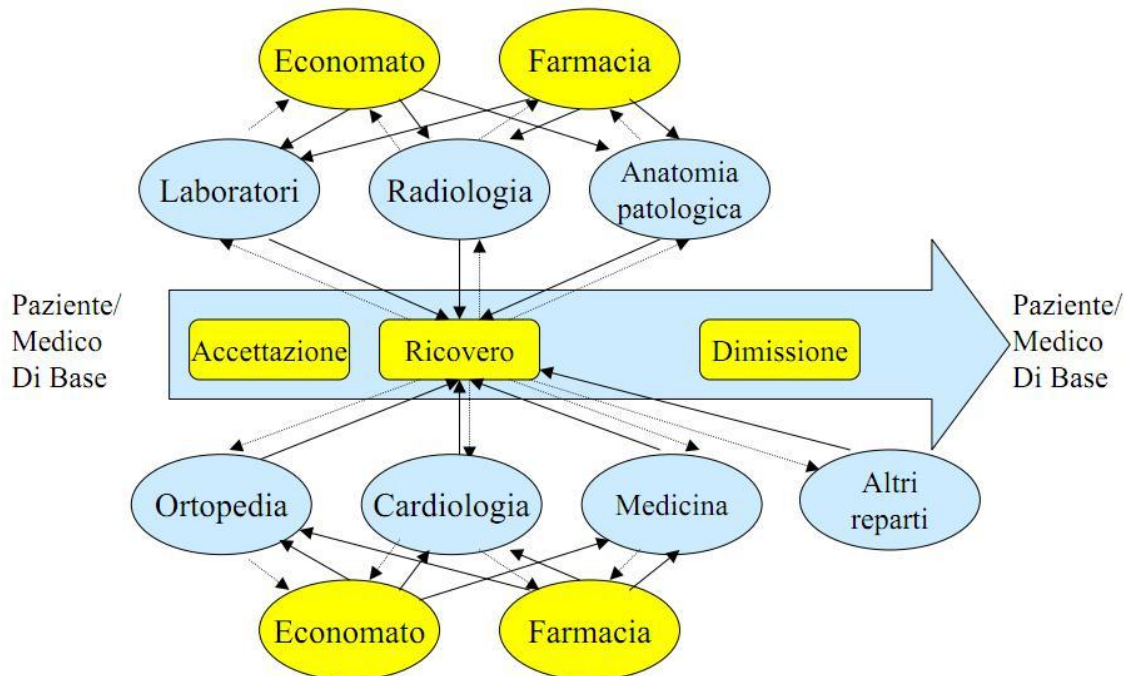 Economato
Farmacia
Laboratori
Radiologia
Anatomia
patologica
Paziente/
Medico
Di Base
Accettazione
Ricovero
Dimissione
Paziente/
Medico
Di Base
Ortopedia
Cardiologia
Medicina
Altri
reparti
Economato
Farmacia